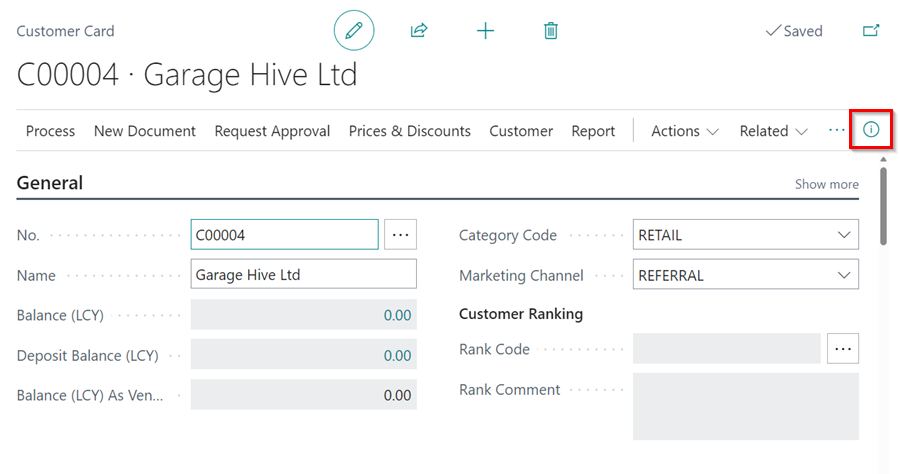 Customer Card
Saved
C00004 · Garage Hive Ltd
Process New Document Request Approval Prices & Discounts Customer Report Actions Related ...
General
Show more
No. C00004 ...
Category Code RETAIL
Name Garage Hive Ltd
Marketing Channel REFERRAL
Balance (LCY) 0.00
Customer Ranking
Deposit Balance (LCY) 0.00
Rank Code ...
Balance (LCY) As Ven... 0.00
Rank Comment